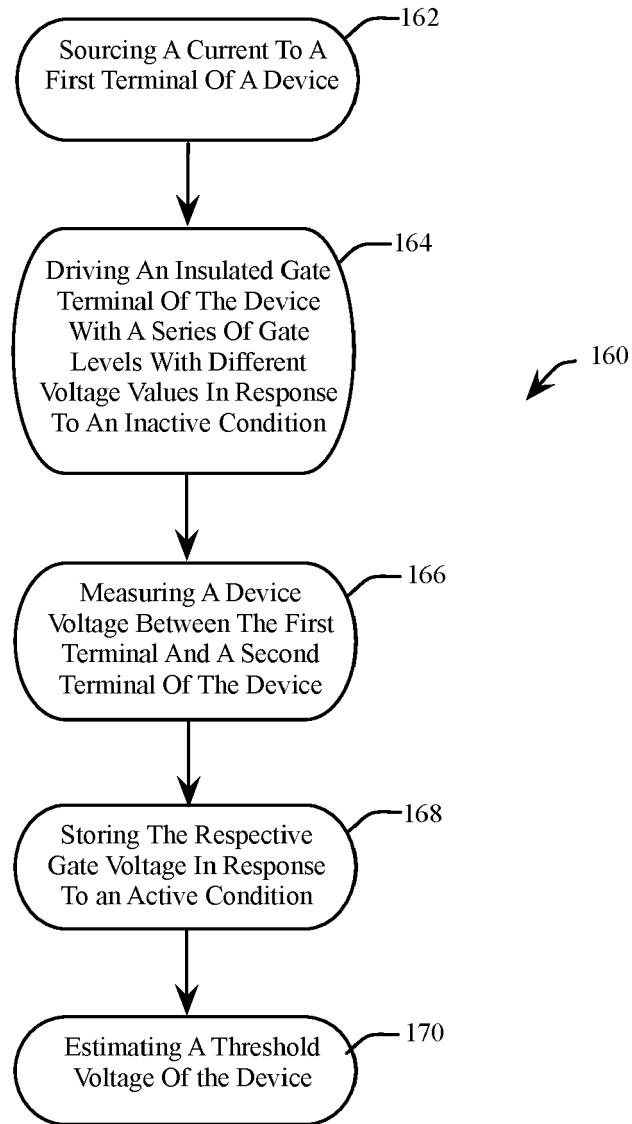 162
Sourcing A Current To A
First Terminal Of A Device
164
Driving An Insulated Gate
Terminal Of The Device
With A Series Of Gate
Levels With Different
Voltage Values In Response
To An Inactive Condition
160
166
Measuring A Device
Voltage Between The First
Terminal And A Second
Terminal Of The Device
168
Storing The Respective
Gate Voltage In Response
To an Active Condition
170
Estimating A Threshold
Voltage Of the Device